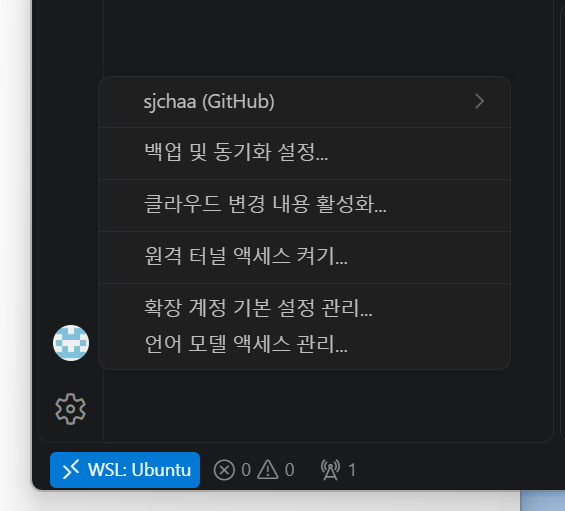 sjchaa (GitHub)
백업 및 동기화 설정...
클라우드 변경 내용 활성화...
원격 터널 액세스 켜기...
확장 계정 기본 설정 관리...
언어 모델 액세스 관리...
WSL: Ubuntu 0 0 1